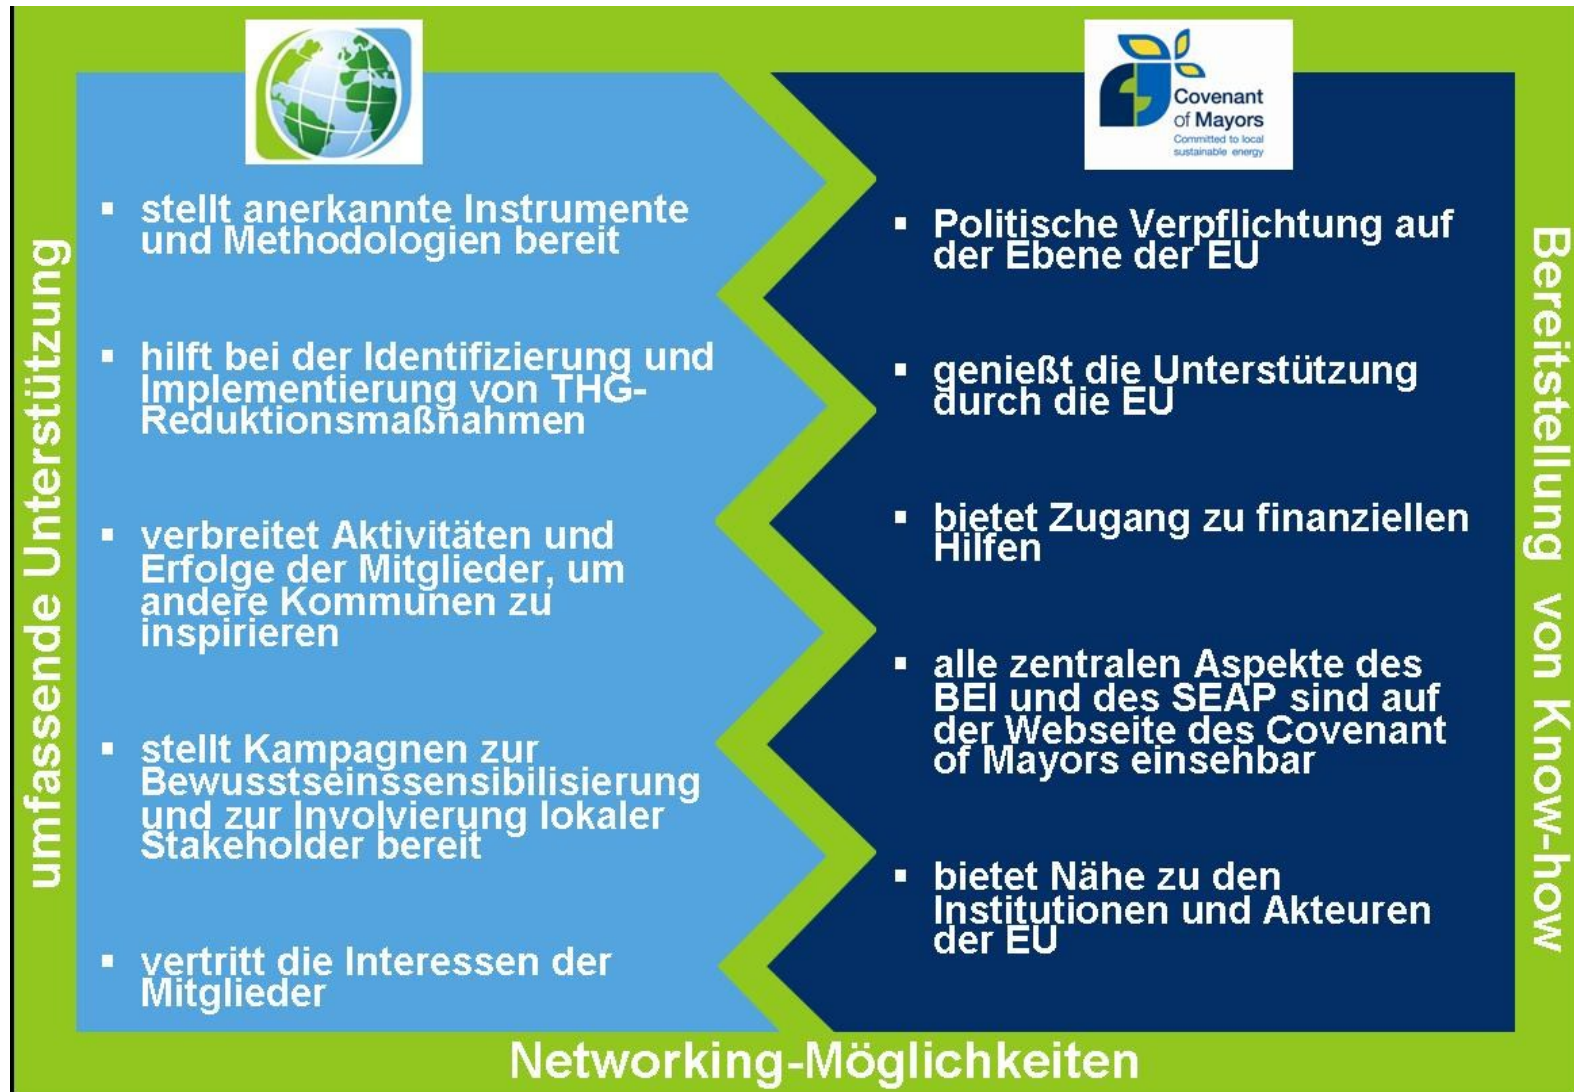 umfassende Unterstützung
▪ stellt anerkannte Instrumente
und Methodologien bereit
▪ hilft bei der Identifizierung und
Implementierung von THG-
Reduktionsmaßnahmen
▪ verbreitet Aktivitäten und
Erfolge der Mitglieder, um
andere Kommunen zu
inspirieren
▪ stellt Kampagnen zur
Bewusstseinssensibilisierung
und zur Involvierung lokaler
Stakeholder bereit
▪ vertritt die Interessen der
Mitglieder
Covenant
of Mayors
Committed to local
sustainable energy
▪ Politische Verpflichtung auf
der Ebene der EU
▪ genießt die Unterstützung
durch die EU
▪ bietet Zugang zu finanziellen
Hilfen
▪ alle zentralen Aspekte des
BEI und des SEAP sind auf
der Webseite des Covenant
of Mayors einsehbar
▪ bietet Nähe zu den
Institutionen und Akteuren
der EU
Bereitstellung von Know-how
Networking-Möglichkeiten